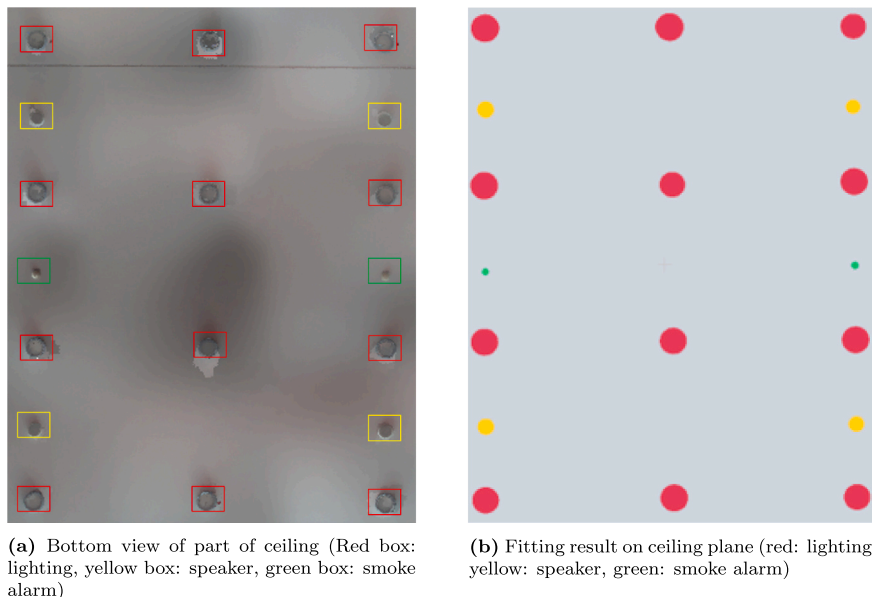 (a) Bottom view of part of ceiling (Red box:
lighting, yellow box: speaker, green box: smoke
alarm)
(b) Fitting result on ceiling plane (red: lighting
yellow: speaker, green: smoke alarm)